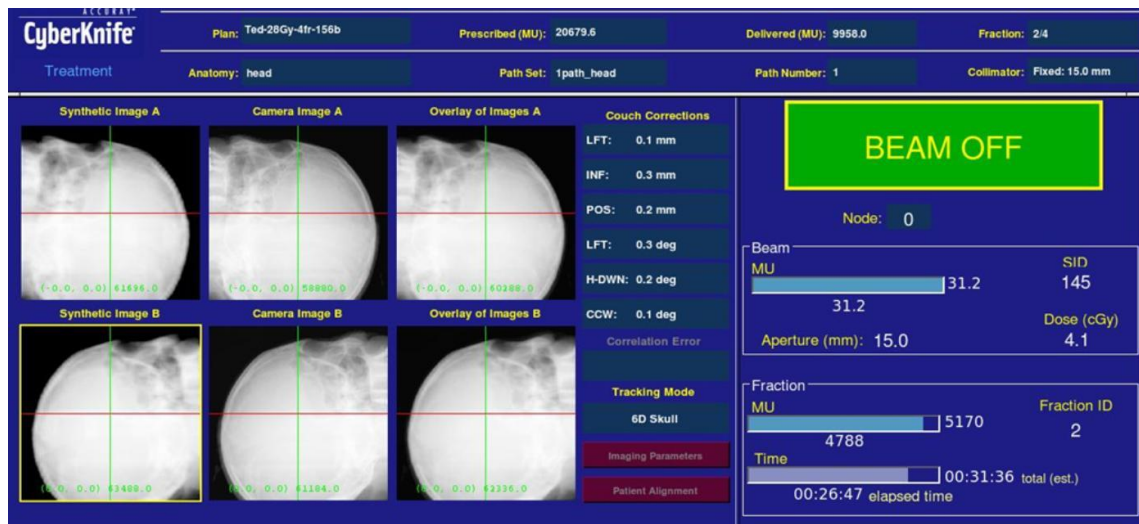 ACCURAY
CyberKnife
Plan: Ted-28Gy-4fr-156b
Prescribed (MU): 20679.6
Delivered (MU): 9958.0
Fraction: 2/4
Treatment
Anatomy: head
Path Set: 1path_head
Path Number: 1
Collimator: Fixed: 15.0 mm
Synthetic Image A
Camera Image A
Overlay of Images A
(-0.0, 0.0) 61696.0
(-0.0, 0.0) 58880.0
(-0.0, 0.0) 60288.0
Synthetic Image B
Camera Image B
Overlay of Images B
0.0) 63488.0
0.0) 61184.0
0.0) 62336.0
Couch Corrections
LFT: 0.1 mm
INF: 0.3 mm
POS: 0.2 mm
LFT: 0.3 deg
H-DWN: 0.2 deg
CCW: 0.1 deg
Correlation Error
Tracking Mode
6D Skull
Imaging Parameters
Patient Alignment
BEAM OFF
Node: 0
Beam
MU
31.2
31.2
SID
145
Aperture (mm): 15.0
Dose (cGy)
4.1
Fraction
MU
5170
4788
Fraction ID
2
Time
00:31:36 total (est.)
00:26:47 elapsed time